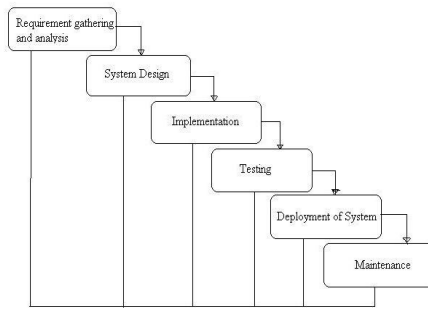 Requirement gathering
and analysis
System Design
Implementation
Testing
Deployment of System
Maintenance